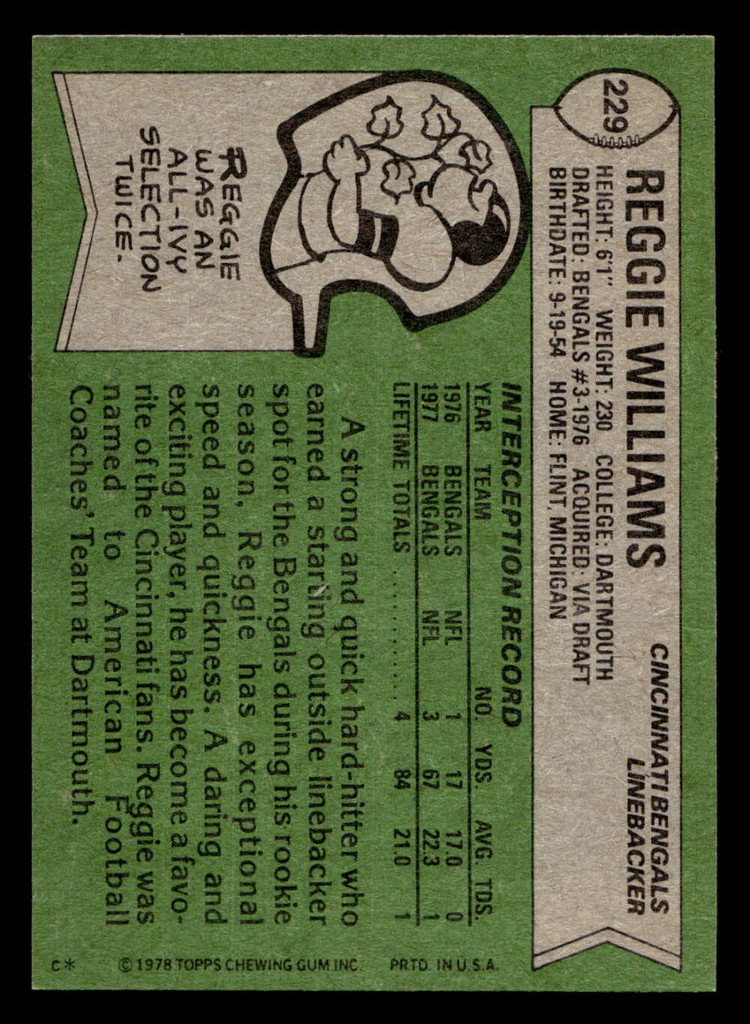 229
REGGIE WILLIAMS
CINCINNATI BENGALS
LINEBACKER
HEIGHT: 6'1" WEIGHT: 230 COLLEGE: DARTMOUTH
DRAFTED: BENGALS #3-1976 ACQUIRED: VIA DRAFT
BIRTHDATE: 9-19-54 HOME: FLINT, MICHIGAN
INTERCEPTION RECORD
YEAR TEAM NO. YDS. AVG. TDS.
1976 BENGALS NFL 1 17 17.0 0
1977 BENGALS NFL 3 67 22.3 1
LIFETIME TOTALS ............ 4 84 21.0 1
A strong and quick hard-hitter who
earned a starting outside linebacker
spot for the Bengals during his rookie
season, Reggie has exceptional
speed and quickness. A daring and
exciting player, he has become a favo-
rite of the Cincinnati fans. Reggie was
named to American Football
Coaches' Team at Dartmouth.
REGGIE
WAS AN
ALL-IVY
SELECTION
TWICE.
C* © 1978 TOPPS CHEWING GUM INC. PRTD. IN U.S.A.